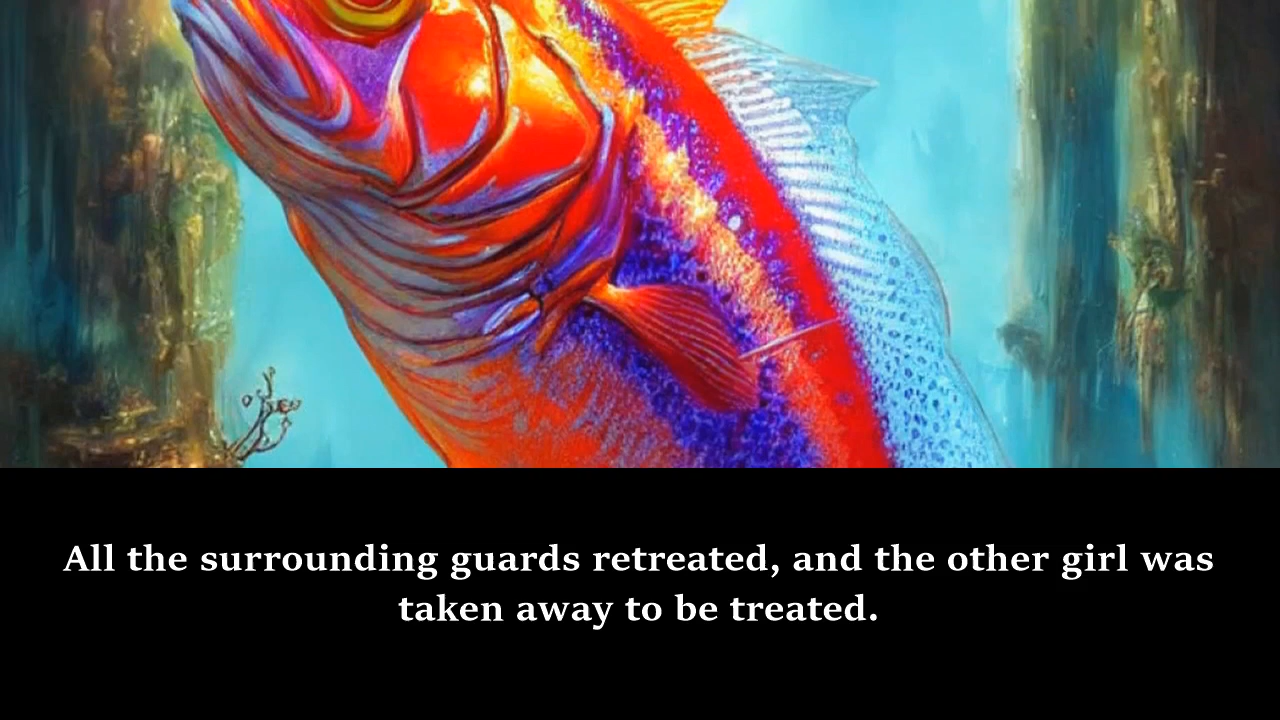 All the surrounding guards retreated, and the other girl was
taken away to be treated.